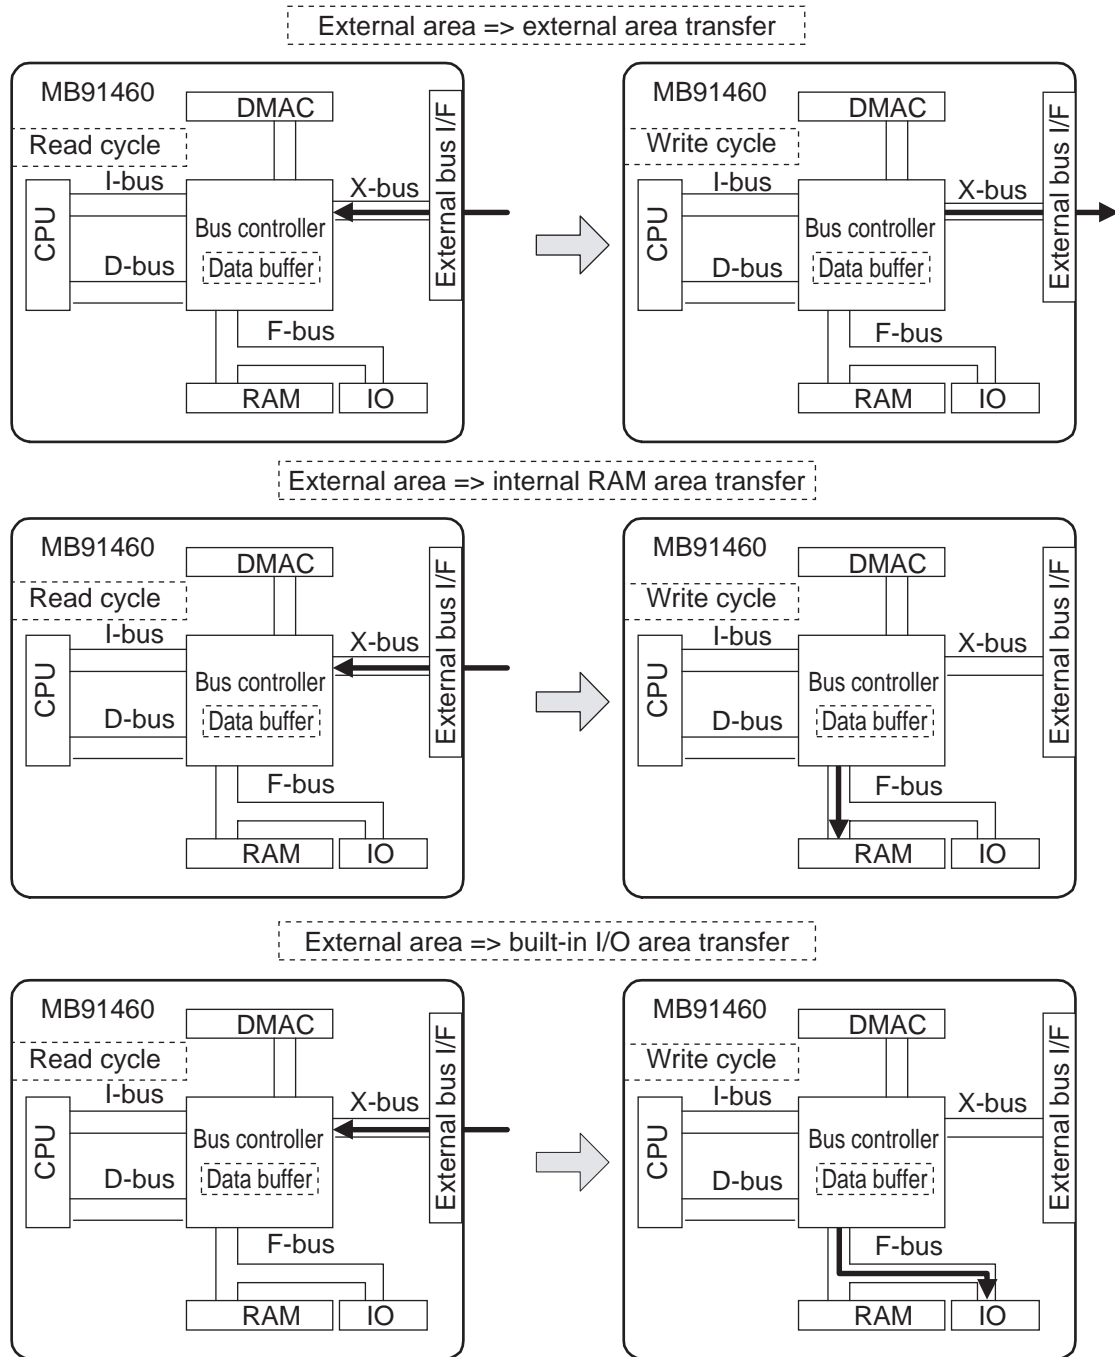 External area => external area transfer
MB91460
DMAC
Read cycle
I-bus
X-bus
External bus I/F
CPU
Bus controller
D-bus
Data buffer
F-bus
RAM
IO
MB91460
DMAC
Write cycle
I-bus
X-bus
External bus I/F
CPU
Bus controller
D-bus
Data buffer
F-bus
RAM
IO
External area => internal RAM area transfer
MB91460
DMAC
Read cycle
I-bus
X-bus
External bus I/F
CPU
Bus controller
D-bus
Data buffer
F-bus
RAM
IO
MB91460
DMAC
Write cycle
I-bus
X-bus
External bus I/F
CPU
Bus controller
D-bus
Data buffer
F-bus
RAM
IO
External area => built-in I/O area transfer
MB91460
DMAC
Read cycle
I-bus
X-bus
External bus I/F
CPU
Bus controller
D-bus
Data buffer
F-bus
RAM
IO
MB91460
DMAC
Write cycle
I-bus
X-bus
External bus I/F
CPU
Bus controller
D-bus
Data buffer
F-bus
RAM
IO